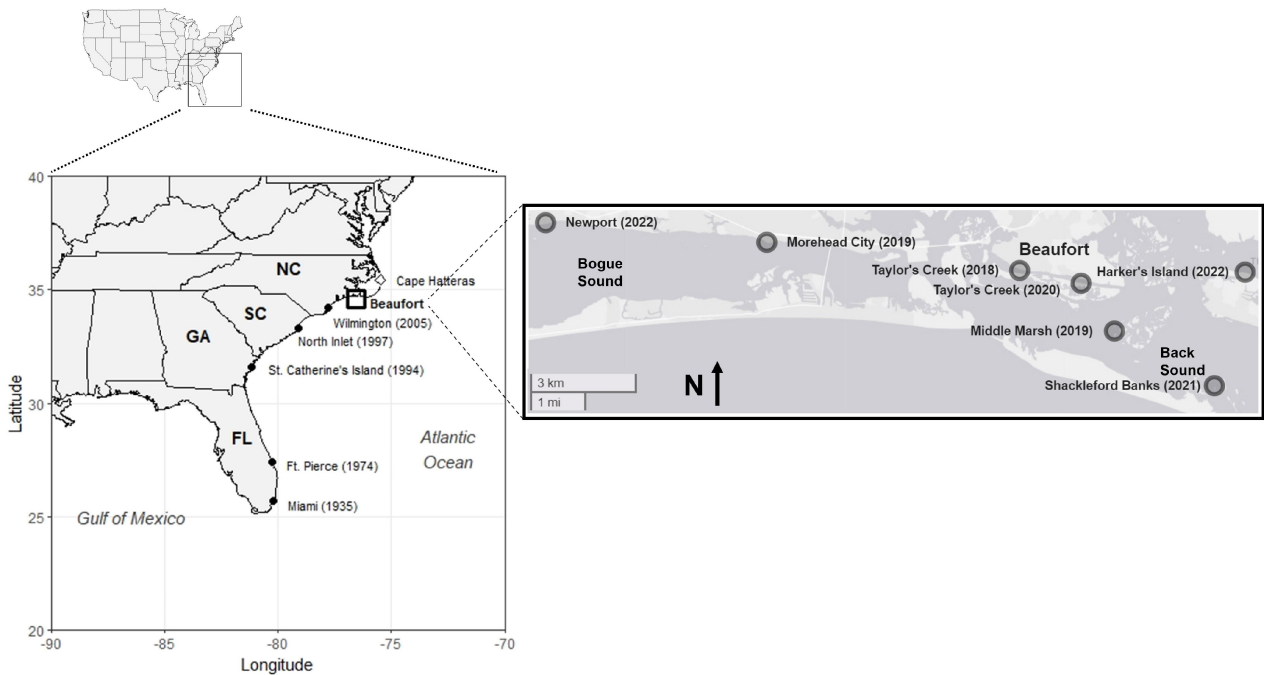 40
35
30
25
20
-90
-85
-80
-75
-70
Latitude
Longitude
NC
SC
GA
FL
Cape Hatteras
Beaufort
Wilmington (2005)
North Inlet (1997)
St. Catherine's Island (1994)
Ft. Pierce (1974)
Miami (1935)
Atlantic
Ocean
Gulf of Mexico
Newport (2022)
Morehead City (2019)
Bogue
Sound
Beaufort
Taylor's Creek (2018)
Harker's Island (2022)
Taylor's Creek (2020)
Middle Marsh (2019)
Back
Sound
Shackleford Banks (2021)
3 km
1 mi
N